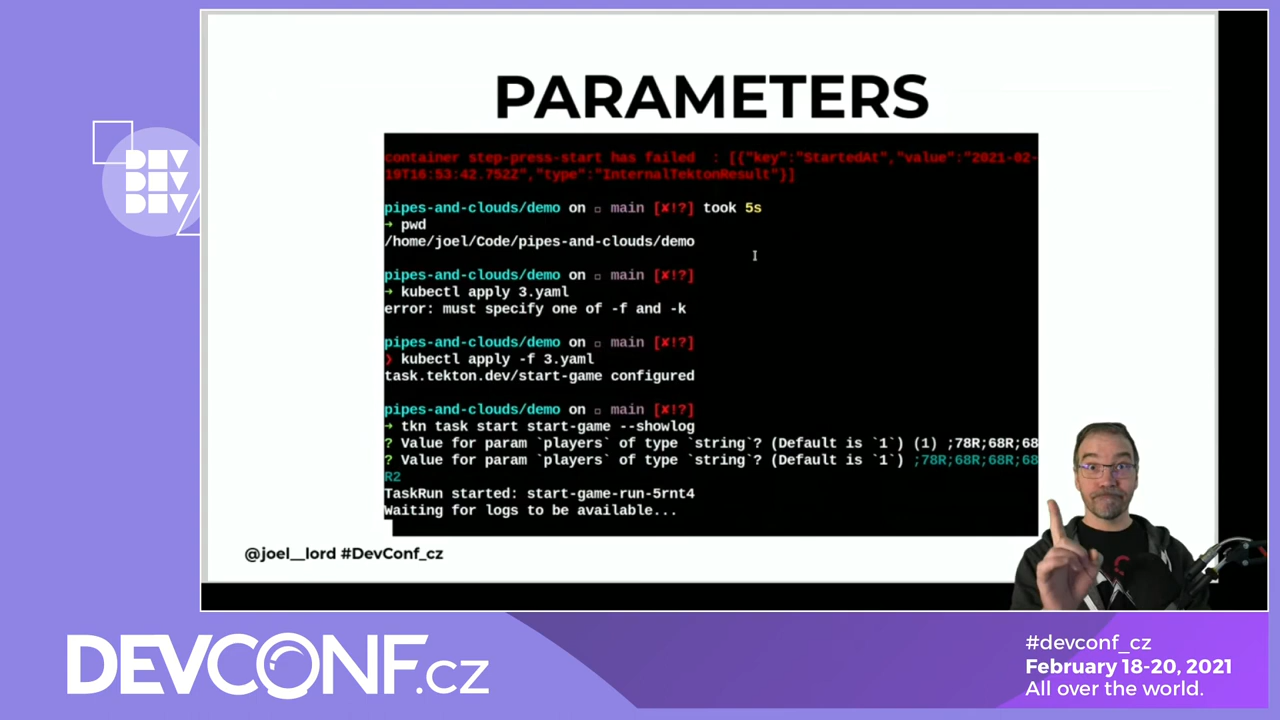 PARAMETERS
container step-press-start has failed  : [{"key":"StartedAt","value":"2021-02-
19T16:53:42.752Z","type":"InternalTektonResult"}]
pipes-and-clouds/demo on □ main [✘!?] took 5s
➜ pwd
/home/joel/Code/pipes-and-clouds/demo
pipes-and-clouds/demo on □ main [✘!?]
➜ kubectl apply 3.yaml
error: must specify one of -f and -k
pipes-and-clouds/demo on □ main [✘!?]
❯ kubectl apply -f 3.yaml
task.tekton.dev/start-game configured
pipes-and-clouds/demo on □ main [✘!?]
➜ tkn task start start-game --showlog
? Value for param `players` of type `string`? (Default is `1`) (1) ;78R;68R;68
? Value for param `players` of type `string`? (Default is `1`) ;78R;68R;68R;68
R2
TaskRun started: start-game-run-5rnt4
Waiting for logs to be available...
@joel__lord #DevConf_cz
DEV
DEV
DEV
DEVCONF.cz
#devconf_cz
February 18-20, 2021
All over the world.